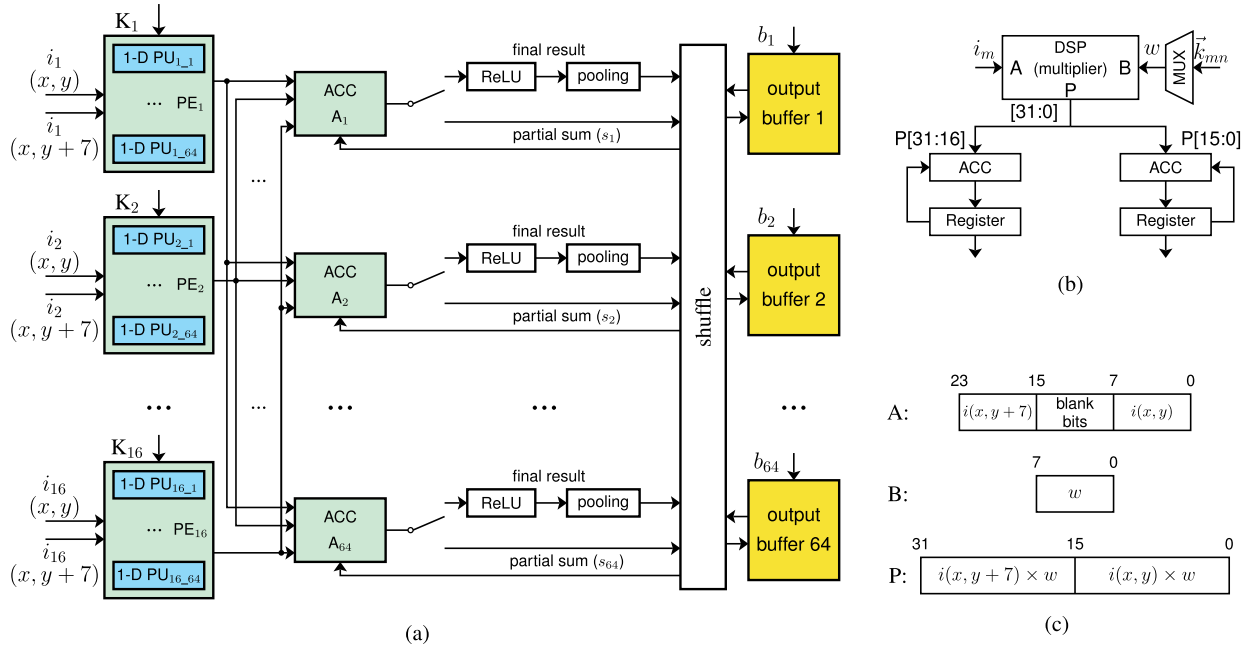 K1
i1
(x, y)
1-D PU1_1
... PE1
i1
(x, y + 7)
1-D PU1_64
ACC
A1
final result
ReLU
pooling
partial sum (s1)
b1
output
buffer 1
...
K2
i2
(x, y)
1-D PU2_1
... PE2
i2
(x, y + 7)
1-D PU2_64
ACC
A2
final result
ReLU
pooling
partial sum (s2)
shuffle
b2
output
buffer 2
... ... ... ... ...
K16
i16
(x, y)
1-D PU16_1
... PE16
i16
(x, y + 7)
1-D PU16_64
ACC
A64
final result
ReLU
pooling
partial sum (s64)
b64
output
buffer 64
(a)
im
DSP
A (multiplier) B
P
w
MUX
k⃗mn
[31:0]
P[31:16]
P[15:0]
ACC
ACC
Register
Register
(b)
23 15 7 0
A: i(x, y + 7) blank
bits i(x, y)
7 0
B: w
31 15 0
P: i(x, y + 7) × w i(x, y) × w
(c)